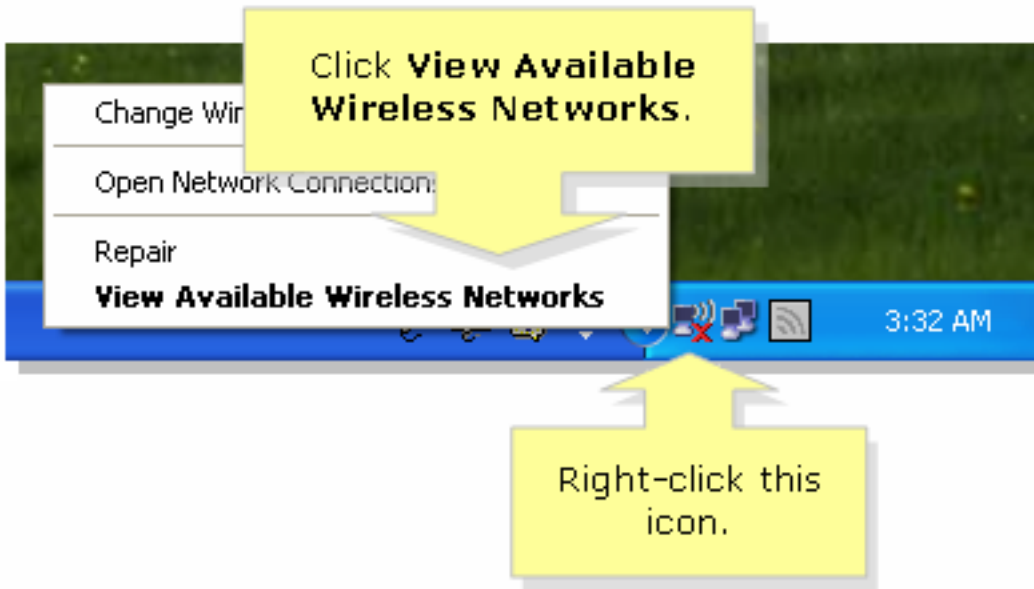 Click View Available
Wireless Networks.
Change Wir
Open Network Connections
Repair
View Available Wireless Networks
3:32 AM
Right-click this
icon.